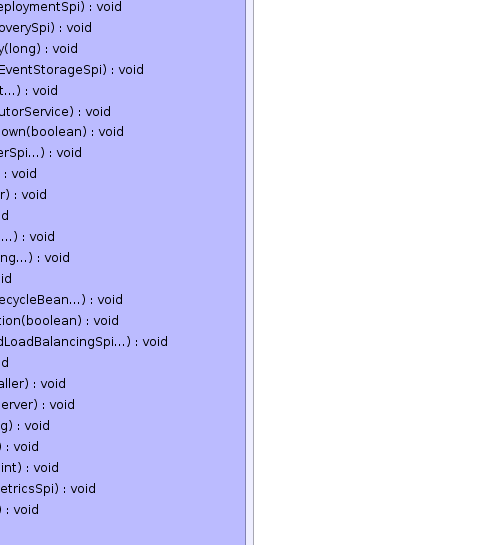 eploymentSpi) : void
overySpi) : void
y(long) : void
EventStorageSpi) : void
t...) : void
utorService) : void
own(boolean) : void
erSpi...) : void
: void
r) : void
d
...) : void
ng...) : void
id
ecycleBean...) : void
tion(boolean) : void
dLoadBalancingSpi...) : void
d
aller) : void
erver) : void
g) : void
) : void
int) : void
etricsSpi) : void
) : void